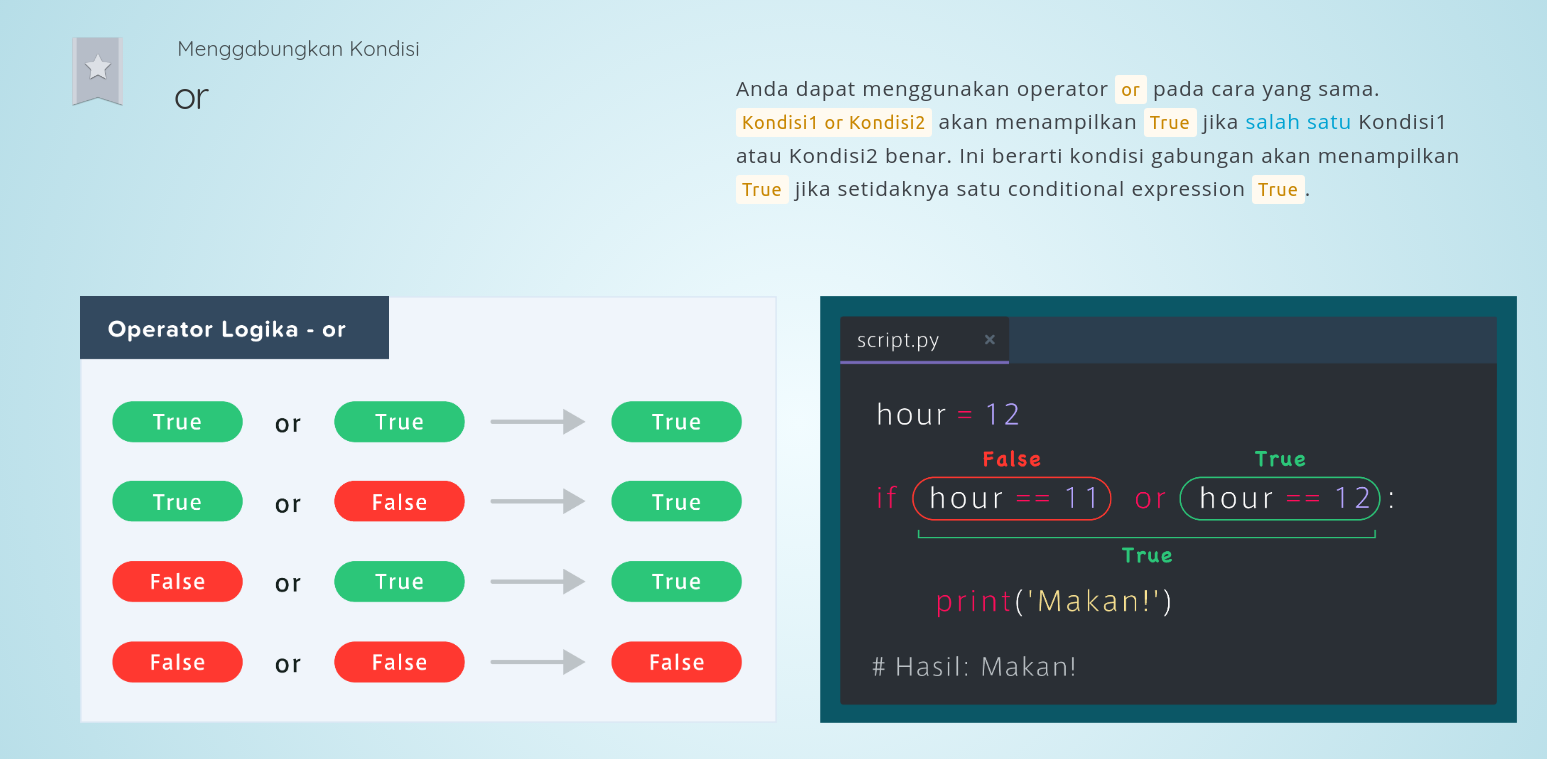 Menggabungkan Kondisi
or
Anda dapat menggunakan operator or pada cara yang sama.
Kondisi1 or Kondisi2 akan menampilkan True jika salah satu Kondisi1
atau Kondisi2 benar. Ini berarti kondisi gabungan akan menampilkan
True jika setidaknya satu conditional expression True.
Operator Logika - or
True or True True
True or False True
False or True True
False or False False
script.py ×
hour = 12
False True
if hour == 11 or hour == 12 :
True
print('Makan!')
# Hasil: Makan!